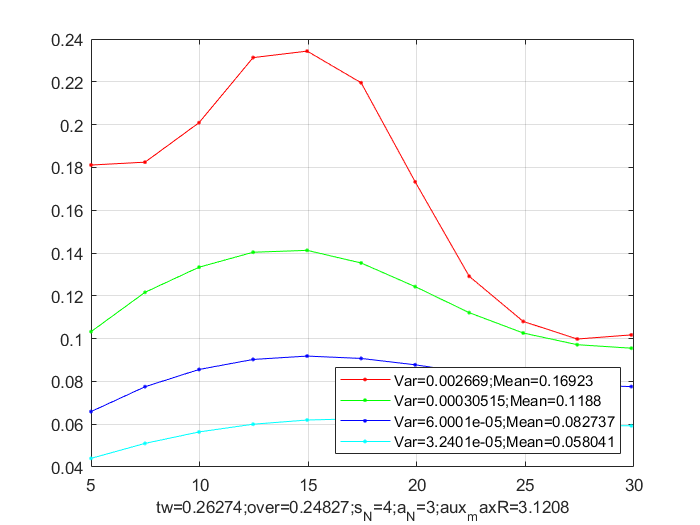 0.24
0.22
0.2
0.18
0.16
0.14
0.12
0.1
0.08
0.06
0.04
Var=0.002669;Mean=0.16923
Var=0.00030515;Mean=0.1188
Var=6.0001e-05;Mean=0.082737
Var=3.2401e-05;Mean=0.058041
5 10 15 20 25 30
tw=0.26274;over=0.24827;s_N=4;a_N=3;aux_maxR=3.1208